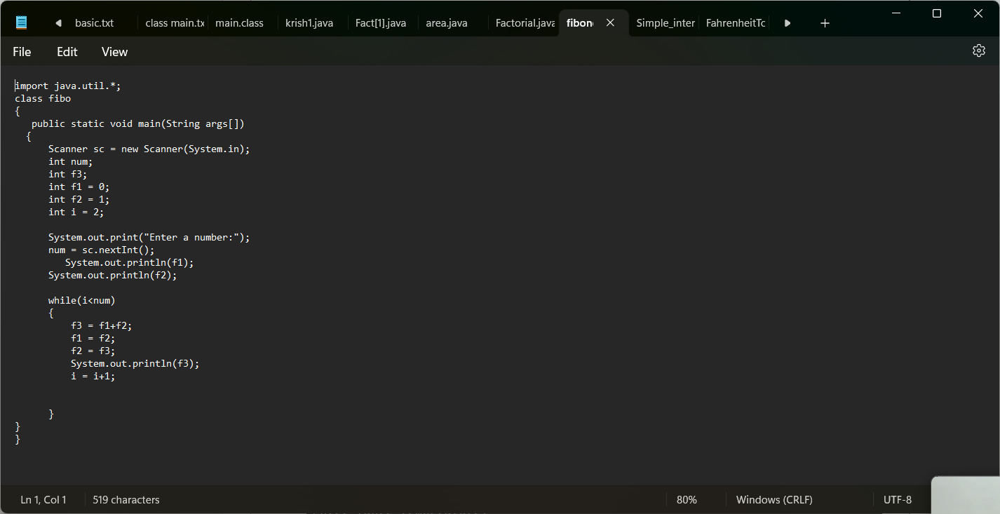 basic.txt class main.tx main.class krish1.java Fact[1].java area.java Factorial.java fibon Simple_inter FahrenheitTc
File Edit View
import java.util.*;
class fibo
{
public static void main(String args[])
{
Scanner sc = new Scanner(System.in);
int num;
int f3;
int f1 = 0;
int f2 = 1;
int i = 2;
System.out.print("Enter a number:");
num = sc.nextInt();
System.out.println(f1);
System.out.println(f2);
while(i<num)
{
f3 = f1+f2;
f1 = f2;
f2 = f3;
System.out.println(f3);
i = i+1;
}
}
}
Ln 1, Col 1 519 characters 80% Windows (CRLF) UTF-8